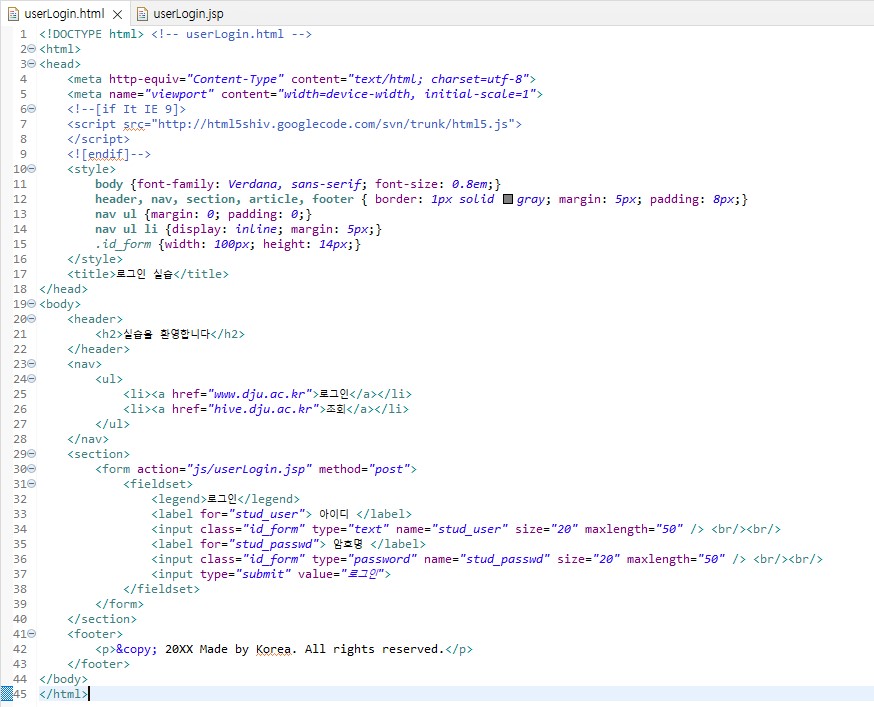 userLogin.html
userLogin.jsp
1 <!DOCTYPE html> <!-- userLogin.html -->
2 <html>
3 <head>
4 <meta http-equiv="Content-Type" content="text/html; charset=utf-8">
5 <meta name="viewport" content="width=device-width, initial-scale=1">
6 <!--[if It IE 9]>
7 <script src="http://html5shiv.googlecode.com/svn/trunk/html5.js">
8 </script>
9 <![endif]-->
10 <style>
11 body {font-family: Verdana, sans-serif; font-size: 0.8em;}
12 header, nav, section, article, footer { border: 1px solid gray; margin: 5px; padding: 8px;}
13 nav ul {margin: 0; padding: 0;}
14 nav ul li {display: inline; margin: 5px;}
15 .id_form {width: 100px; height: 14px;}
16 </style>
17 <title>로그인 실습</title>
18 </head>
19 <body>
20 <header>
21 <h2>실습을 환영합니다</h2>
22 </header>
23 <nav>
24 <ul>
25 <li><a href="www.dju.ac.kr">로그인</a></li>
26 <li><a href="hive.dju.ac.kr">조회</a></li>
27 </ul>
28 </nav>
29 <section>
30 <form action="js/userLogin.jsp" method="post">
31 <fieldset>
32 <legend>로그인</legend>
33 <label for="stud_user"> 아이디 </label>
34 <input class="id_form" type="text" name="stud_user" size="20" maxlength="50" /> <br/><br/>
35 <label for="stud_passwd"> 암호명 </label>
36 <input class="id_form" type="password" name="stud_passwd" size="20" maxlength="50" /> <br/><br/>
37 <input type="submit" value="로그인">
38 </fieldset>
39 </form>
40 </section>
41 <footer>
42 <p>&copy; 20XX Made by Korea. All rights reserved.</p>
43 </footer>
44 </body>
45 </html>